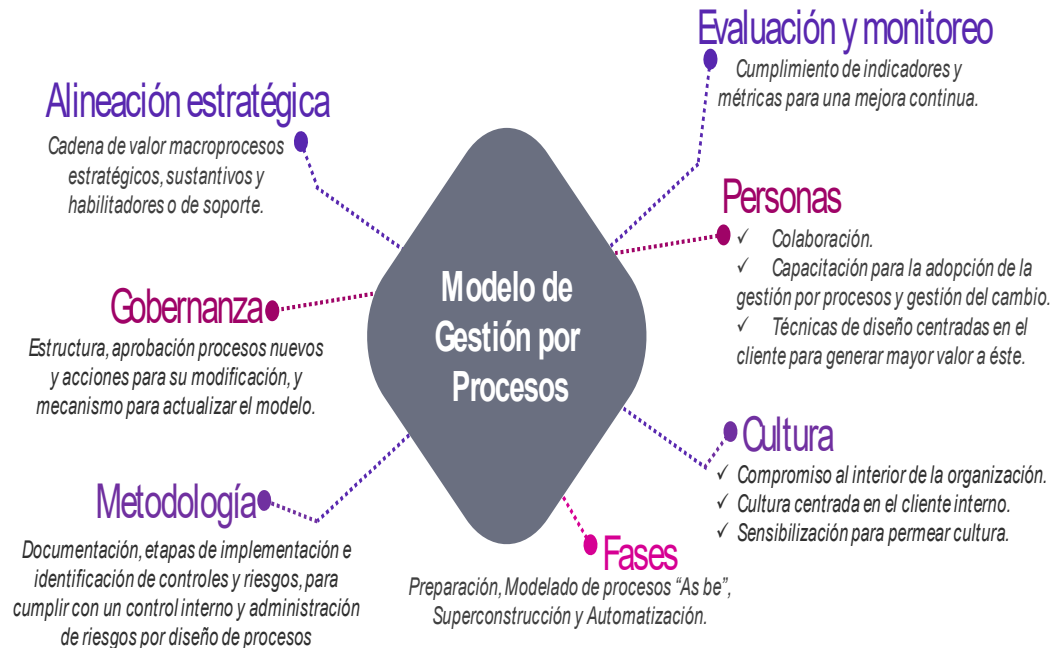 Alineación estratégica
Cadena de valor macroprocesos
estratégicos, sustantivos y
habilitadores o de soporte.
Gobernanza
Estructura, aprobación procesos nuevos
y acciones para su modificación, y
mecanismo para actualizar el modelo.
Metodología
Documentación, etapas de implementación e
identificación de controles y riesgos, para
cumplir con un control interno y administración
de riesgos por diseño de procesos
Modelo de
Gestión por
Procesos
Evaluación y monitoreo
Cumplimiento de indicadores y
métricas para una mejora continua.
Personas
✓ Colaboración.
✓ Capacitación para la adopción de la
gestión por procesos y gestión del cambio.
✓ Técnicas de diseño centradas en el
cliente para generar mayor valor a éste.
Cultura
✓ Compromiso al interior de la organización.
✓ Cultura centrada en el cliente interno.
✓ Sensibilización para permear cultura.
Fases
Preparación, Modelado de procesos “As be”,
Superconstrucción y Automatización.